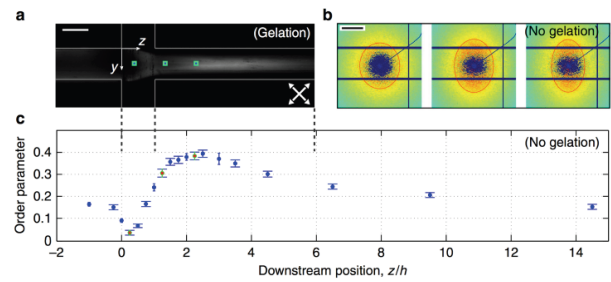 a
(Gelation)
z
y
b
(No gelation)
c
(No gelation)
Order parameter
0.4
0.3
0.2
0.1
0
−2
0
2
4
6
8
10
12
14
Downstream position, z/h